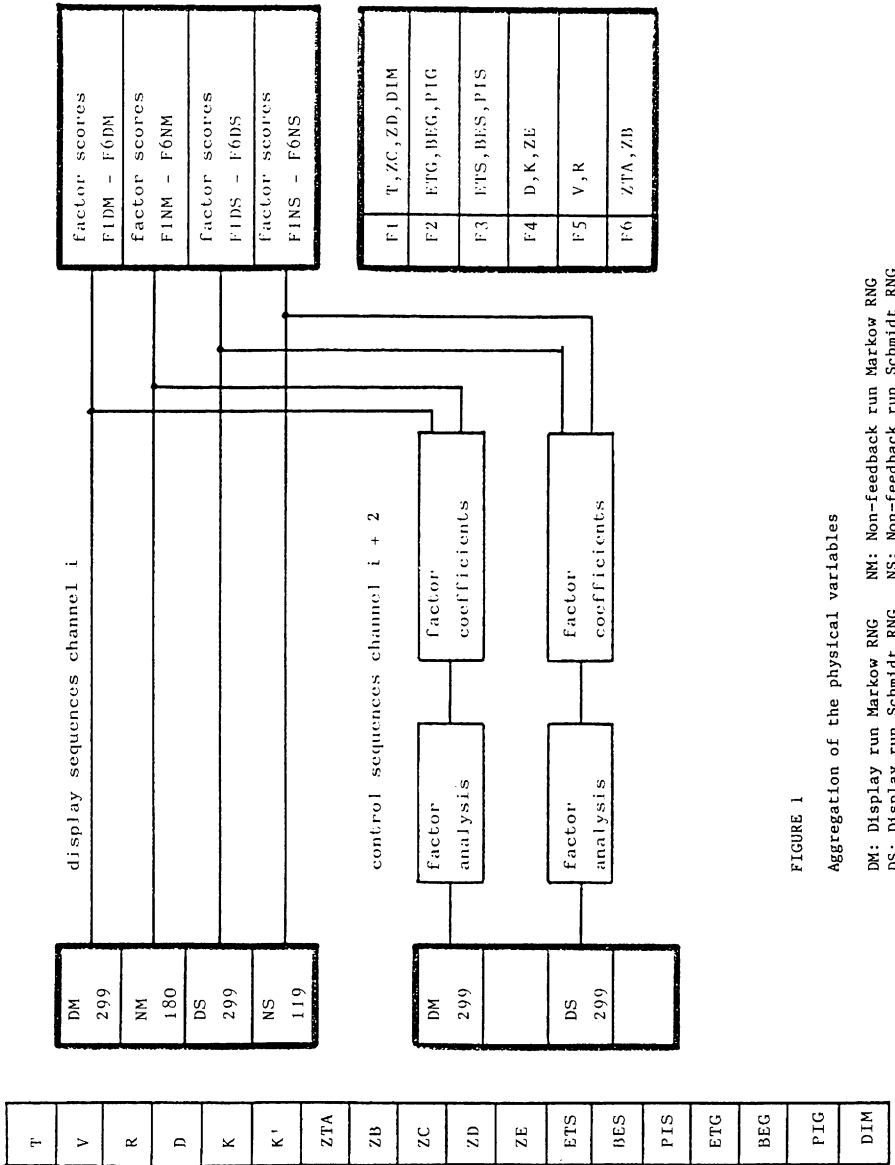 T
V
R
D
K
K'
ZTA
ZB
ZC
ZD
ZE
ETS
BES
PIS
ETG
BEG
PIG
DIM
display sequences channel i
DM
299
NM
180
DS
299
NS
119
factor scores
F1DM - F6DM
factor scores
F1NM - F6NM
factor scores
F1DS - F6DS
factor scores
F1NS - F6NS
control sequences channel i + 2
DM
299
DS
299
factor
analysis
factor
coefficients
factor
analysis
factor
coefficients
F1 T,ZC,ZD,DIM
F2 ETG,BEG,PIG
F3 ETS,BES,PIS
F4 D,K,ZE
F5 V,R
F6 ZTA,ZB
FIGURE 1
Aggregation of the physical variables
DM: Display run Markow RNG NM: Non-feedback run Markow RNG
DS: Display run Schmidt RNG NS: Non-feedback run Schmidt RNG